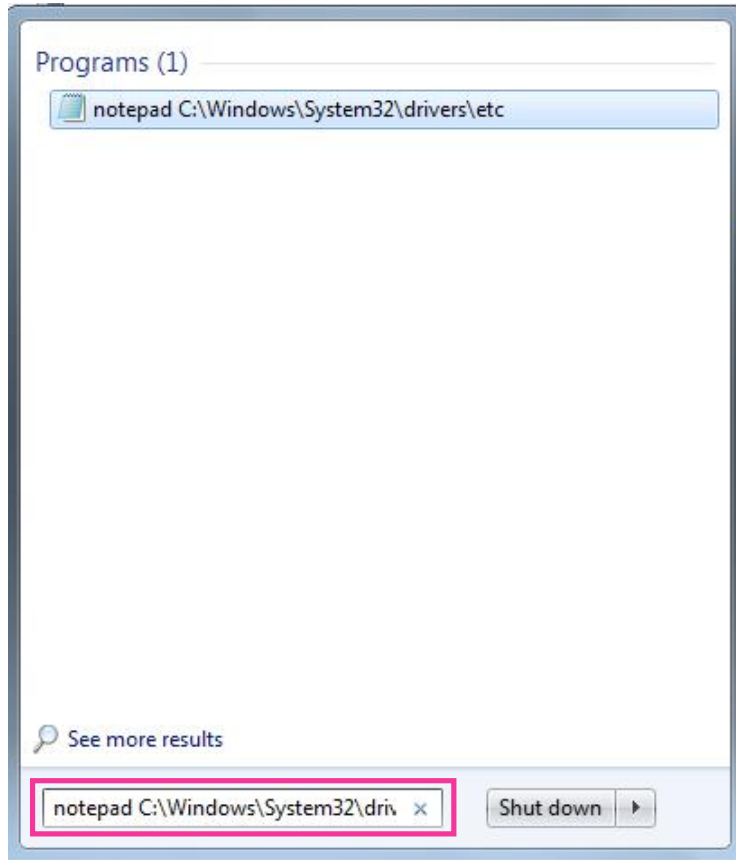 Programs (1)
notepad C:\Windows\System32\drivers\etc
See more results
notepad C:\Windows\System32\driv
Shut down